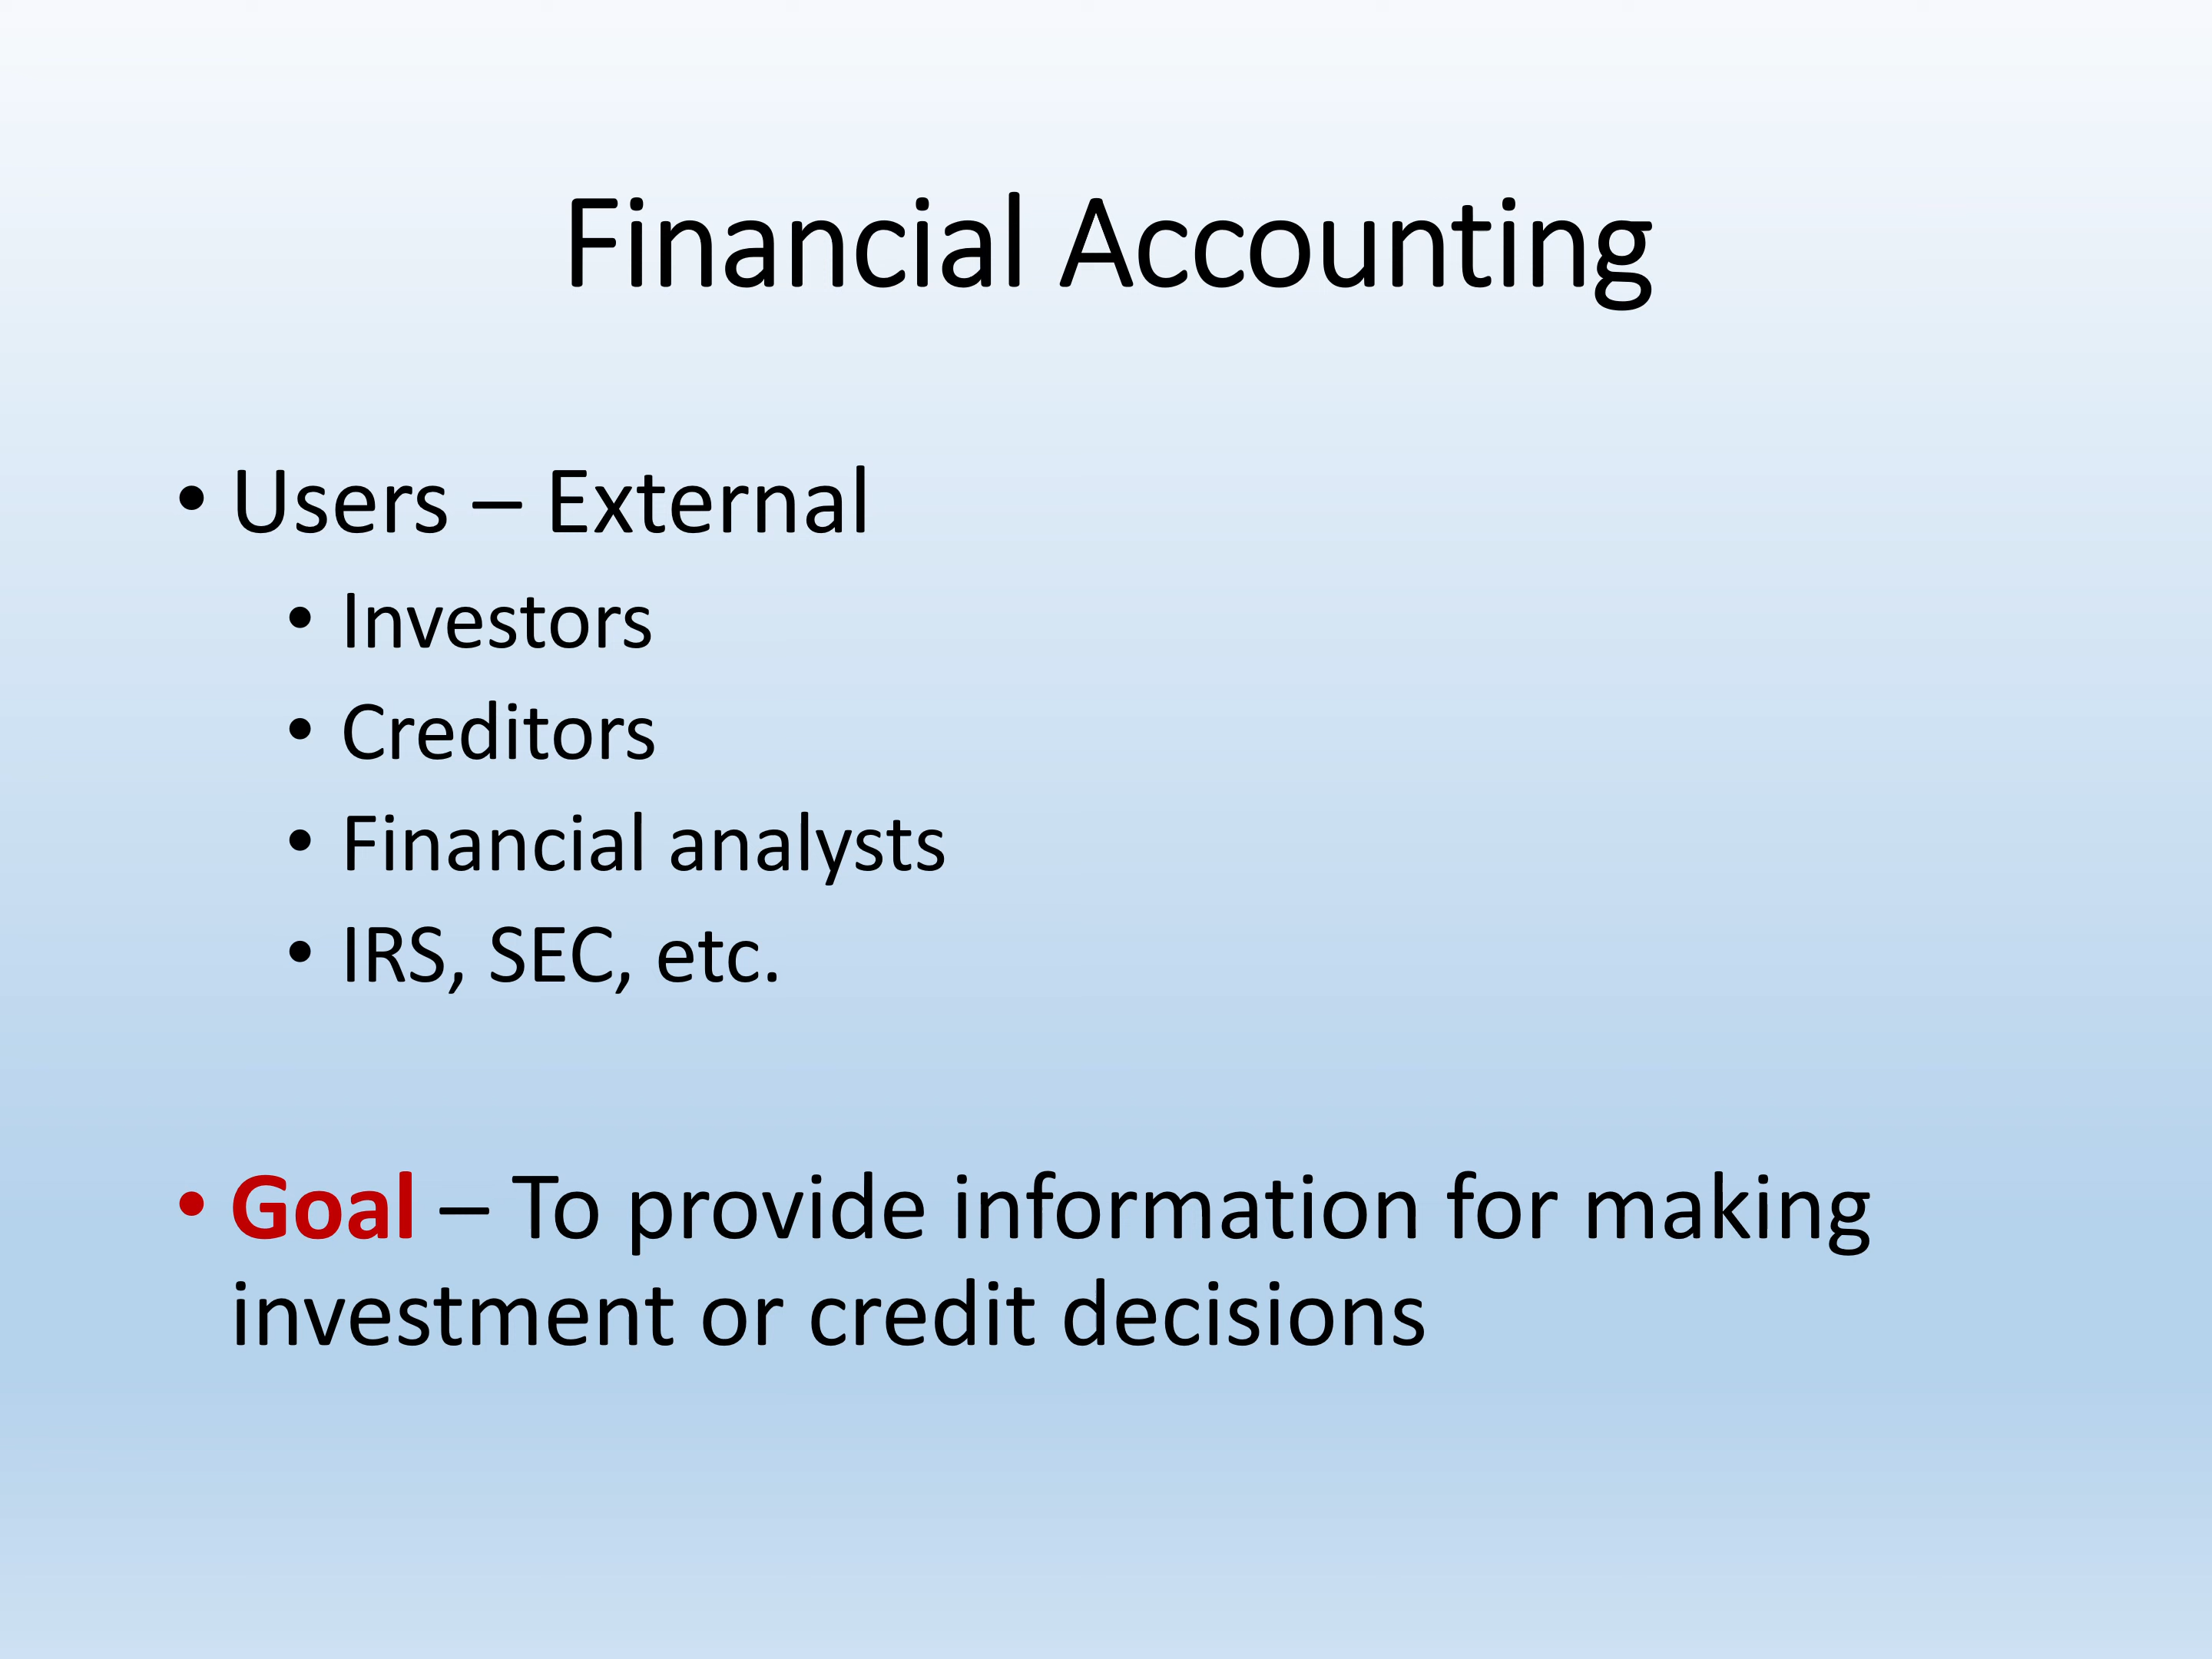 Financial Accounting
• Users – External
• Investors
• Creditors
• Financial analysts
• IRS, SEC, etc.
• Goal – To provide information for making
investment or credit decisions